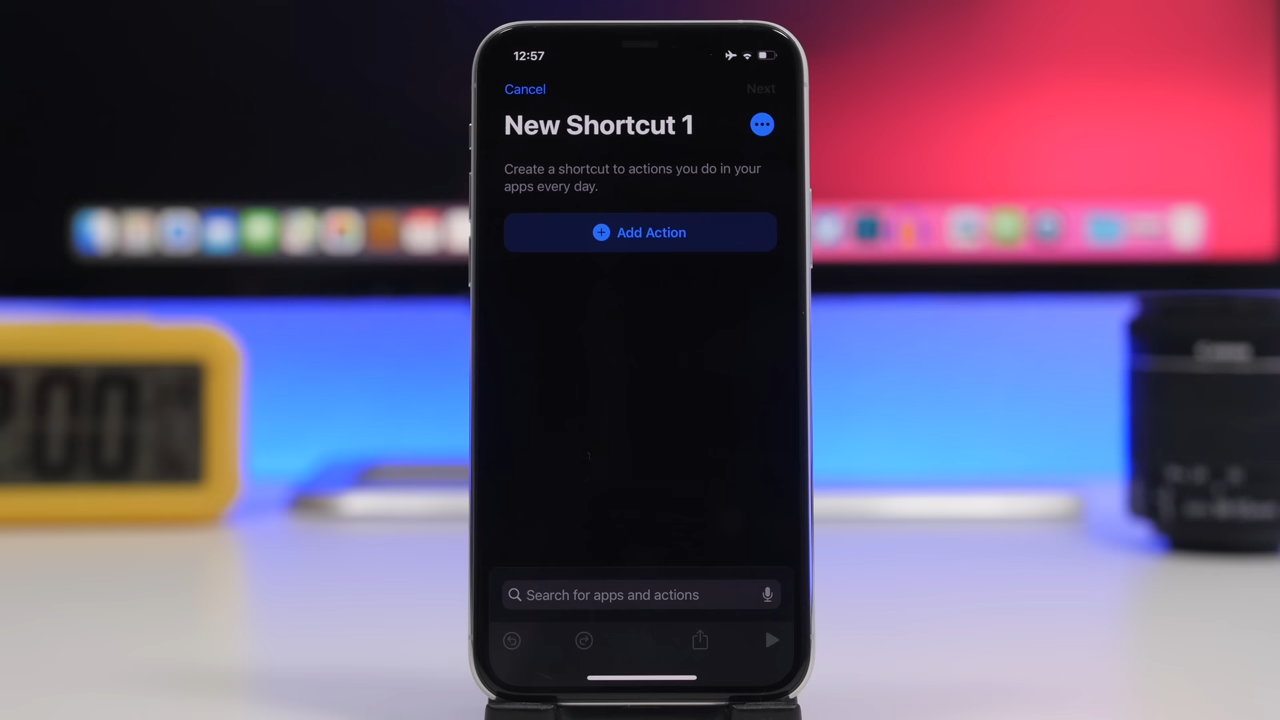 12:57
Cancel
Next
New Shortcut 1
Create a shortcut to actions you do in your
apps every day.
Add Action
Search for apps and actions
Canon